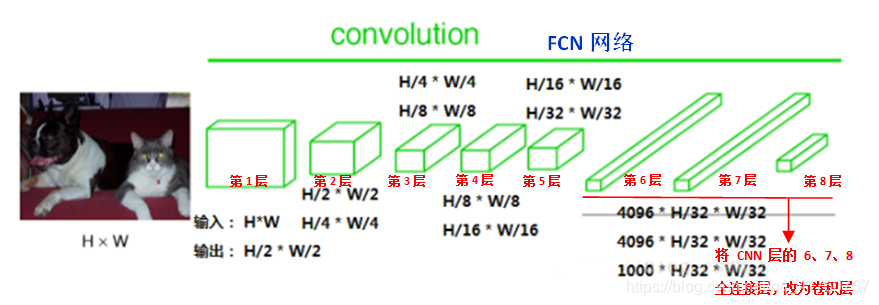 convolution
FCN 网络
H/4 * W/4
H/8 * W/8
H/16 * W/16
H/32 * W/32
第1层
第2层
第3层
第4层
第5层
第6层
第7层
第8层
H × W
输入： H*W
输出： H/2 * W/2
H/2 * W/2
H/4 * W/4
H/8 * W/8
H/16 * W/16
4096 * H/32 * W/32
4096 * H/32 * W/32
1000 * H/32 * W/32
将 CNN 层的 6、7、8
全连接层，改为卷积层